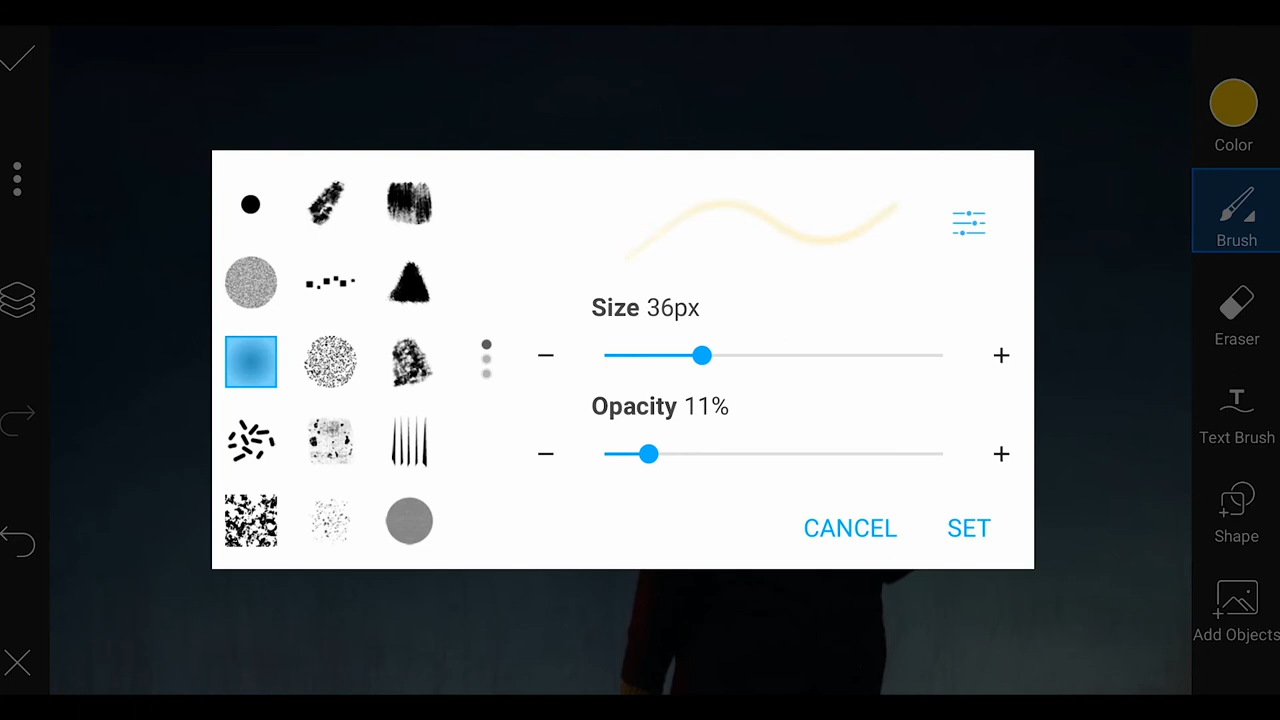 Size 36px
Opacity 11%
CANCEL SET
Color
Brush
Eraser
Text Brush
Shape
Add Objects